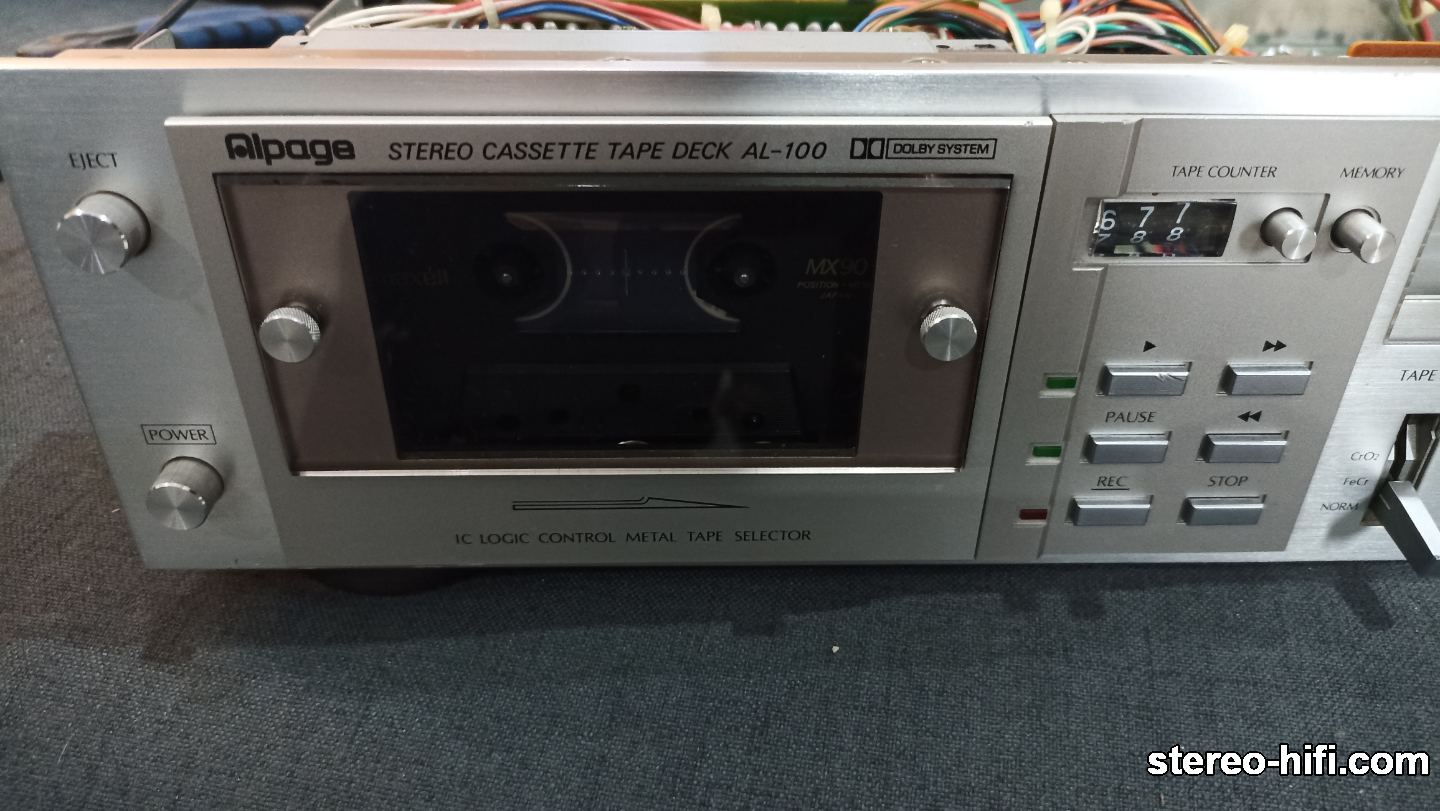 EJECT
Alpage STEREO CASSETTE TAPE DECK AL-100 DOLBY SYSTEM
TAPE COUNTER
MEMORY
6 7 7
7 8 8
maxell
MX90
TAPE
POWER
PAUSE
REC
STOP
CrO2
FeCr
NORM
IC LOGIC CONTROL METAL TAPE SELECTOR
stereo-hifi.com